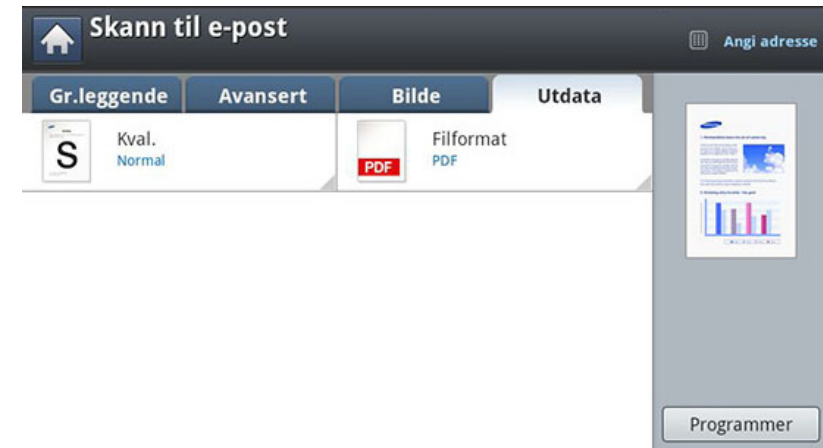 Skann til e-post
Angi adresse
Gr.leggende Avansert Bilde Utdata
S Kval.
Normal
PDF Filformat
PDF
Programmer